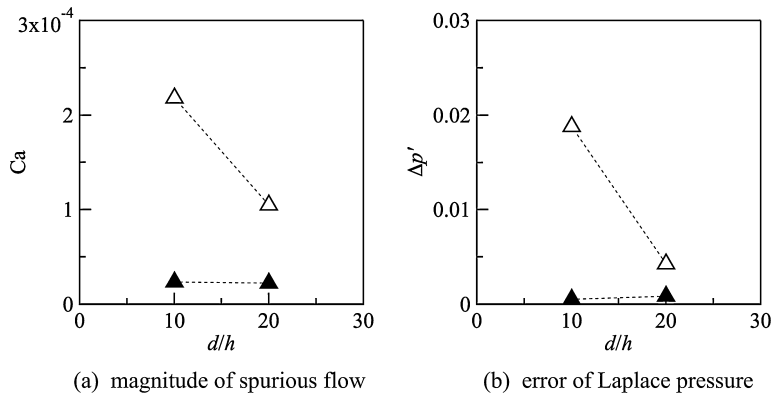 3x10-4
2
1
0
Ca
0 10 20 30
d/h
(a) magnitude of spurious flow
0.03
0.02
0.01
0
Δp'
0 10 20 30
d/h
(b) error of Laplace pressure